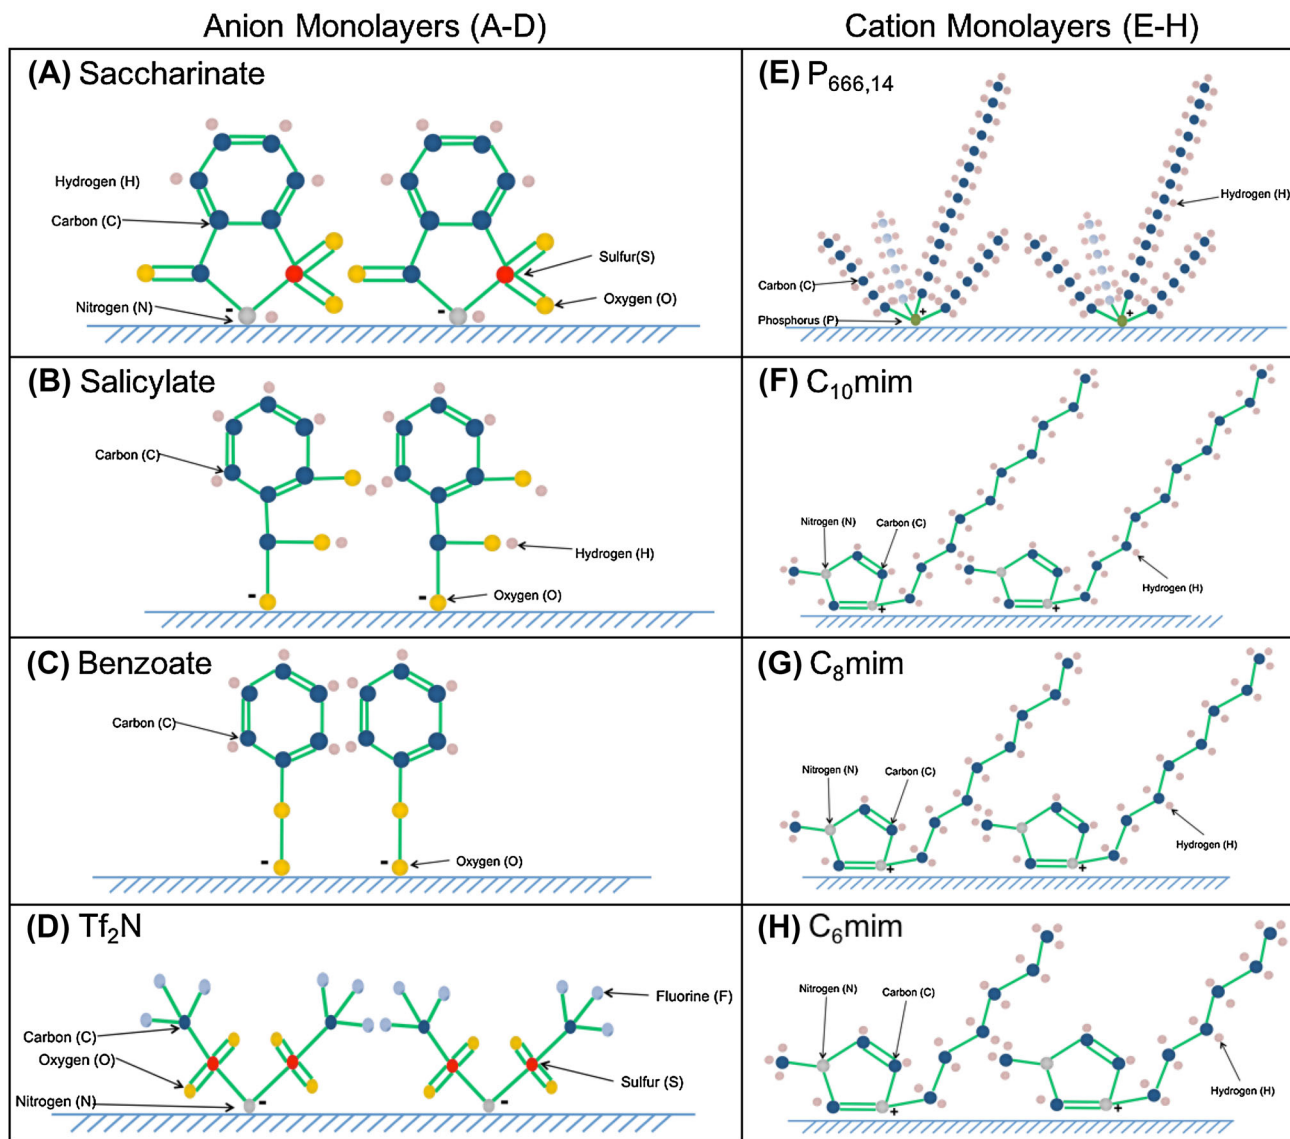 Anion Monolayers (A-D)
Cation Monolayers (E-H)
(A) Saccharinate
Hydrogen (H)
Carbon (C)
Nitrogen (N)
Sulfur(S)
Oxygen (O)
-
-
(B) Salicylate
Carbon (C)
Hydrogen (H)
Oxygen (O)
-
-
(C) Benzoate
Carbon (C)
Oxygen (O)
-
-
(D) Tf₂N
Fluorine (F)
Carbon (C)
Oxygen (O)
Sulfur (S)
Nitrogen (N)
-
-
(E) P₆₆₆,₁₄
Hydrogen (H)
Carbon (C)
Phosphorus (P)
+
+
(F) C₁₀mim
Nitrogen (N)
Carbon (C)
Hydrogen (H)
+
+
(G) C₈mim
Nitrogen (N)
Carbon (C)
Hydrogen (H)
+
+
(H) C₆mim
Nitrogen (N)
Carbon (C)
Hydrogen (H)
+
+